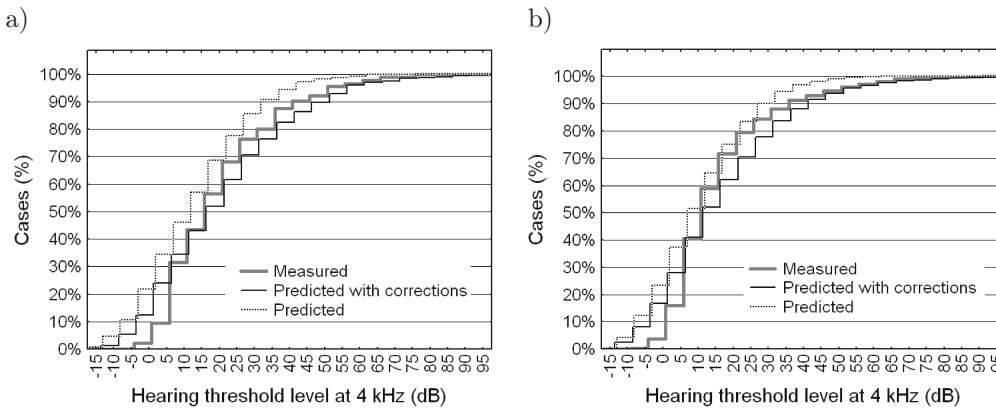 a)
100%
90%
80%
70%
60%
50%
40%
30%
20%
10%
0%
Cases (%)
Measured
Predicted with corrections
Predicted
-15 -10 -5 0 5 10 15 20 25 30 35 40 45 50 55 60 65 70 75 80 85 90 95
Hearing threshold level at 4 kHz (dB)
b)
100%
90%
80%
70%
60%
50%
40%
30%
20%
10%
0%
Cases (%)
Measured
Predicted with corrections
Predicted
-15 -10 -5 0 5 10 15 20 25 30 35 40 45 50 55 60 65 70 75 80 85 90 95
Hearing threshold level at 4 kHz (dB)